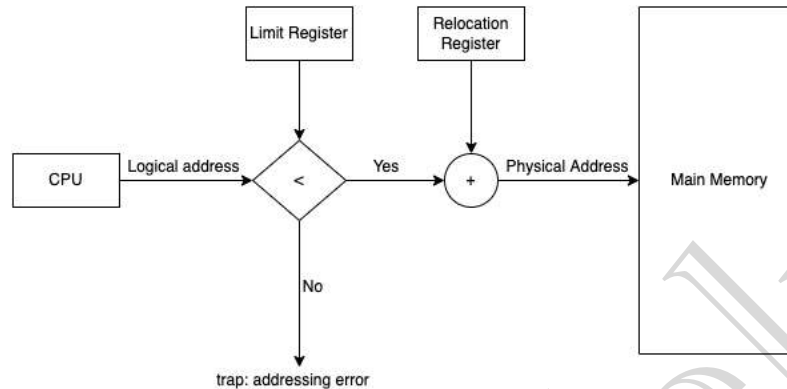 Limit Register
Relocation
Register
CPU
Logical address
<
Yes
+
Physical Address
Main Memory
No
trap: addressing error